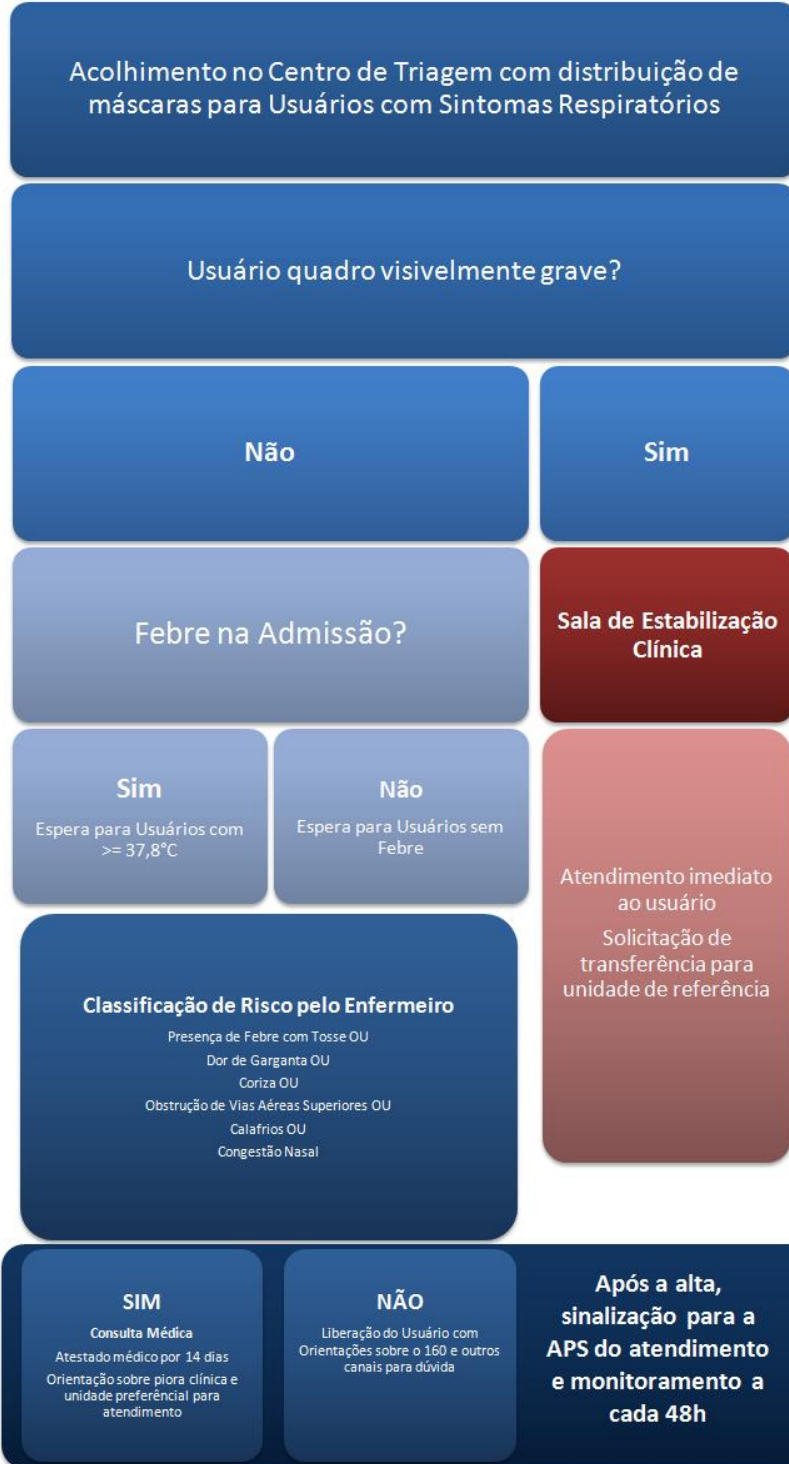 Acolhimento no Centro de Triagem com distribuição de
máscaras para Usuários com Sintomas Respiratórios
Usuário quadro visivelmente grave?
Não
Sim
Febre na Admissão?
Sala de Estabilização
Clínica
Sim
Espera para Usuários com
>= 37,8°C
Não
Espera para Usuários sem
Febre
Atendimento imediato
ao usuário
Solicitação de
transferência para
unidade de referência
Classificação de Risco pelo Enfermeiro
Presença de Febre com Tosse OU
Dor de Garganta OU
Coriza OU
Obstrução de Vias Aéreas Superiores OU
Calafrios OU
Congestão Nasal
SIM
Consulta Médica
Atestado médico por 14 dias
Orientação sobre piora clínica e
unidade preferêncial para
atendimento
NÃO
Liberação do Usuário com
Orientações sobre o 160 e outros
canais para dúvida
Após a alta,
sinalização para a
APS do atendimento
e monitoramento a
cada 48h